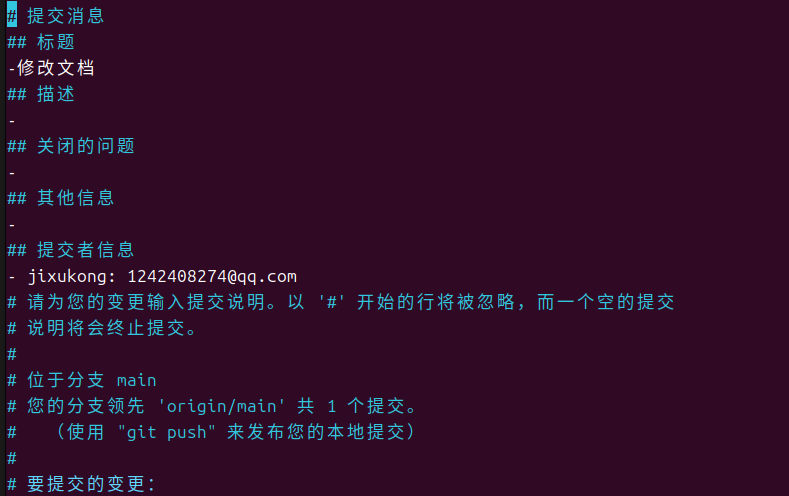 # 提交消息
## 标题
-修改文档
## 描述
-
## 关闭的问题
-
## 其他信息
-
## 提交者信息
- jixukong: 1242408274@qq.com
# 请为您的变更输入提交说明。以 '#' 开始的行将被忽略，而一个空的提交
# 说明将会终止提交。
#
# 位于分支 main
# 您的分支领先 'origin/main' 共 1 个提交。
#   （使用 "git push" 来发布您的本地提交）
#
# 要提交的变更：